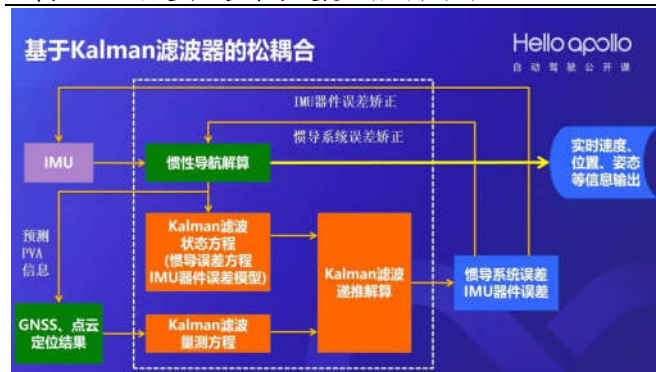 基于Kalman滤波器的松耦合
Hello apollo
自动驾驶公开课
IMU器件误差矫正
惯导系统误差矫正
IMU
惯性导航解算
实时速度、
位置、姿态
等信息输出
预测
PVA
信息
Kalman滤波
状态方程
(惯导误差方程
IMU器件误差模型)
Kalman滤波
递推解算
惯导系统误差
IMU器件误差
GNSS、点云
定位结果
Kalman滤波
量测方程